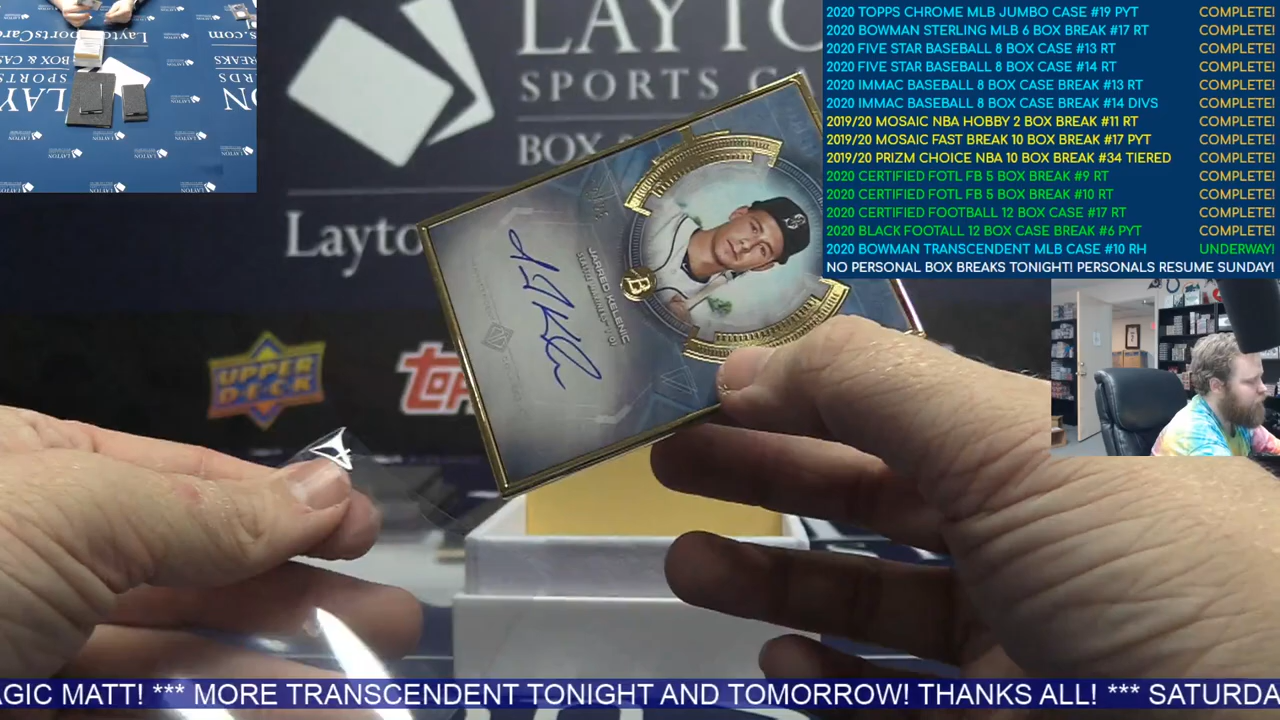 2020 TOPPS CHROME MLB JUMBO CASE #19 PYT COMPLETE!
2020 BOWMAN STERLING MLB 6 BOX BREAK #17 RT COMPLETE!
2020 FIVE STAR BASEBALL 8 BOX CASE #13 RT COMPLETE!
2020 FIVE STAR BASEBALL 8 BOX CASE #14 RT COMPLETE!
2020 IMMAC BASEBALL 8 BOX CASE BREAK #13 RT COMPLETE!
2020 IMMAC BASEBALL 8 BOX CASE BREAK #14 DIVS COMPLETE!
2019/20 MOSAIC NBA HOBBY 2 BOX BREAK #11 RT COMPLETE!
2019/20 MOSAIC FAST BREAK 10 BOX BREAK #17 PYT COMPLETE!
2019/20 PRIZM CHOICE NBA 10 BOX BREAK #34 TIERED COMPLETE!
2020 CERTIFIED FOTL FB 5 BOX BREAK #9 RT COMPLETE!
2020 CERTIFIED FOTL FB 5 BOX BREAK #10 RT COMPLETE!
2020 CERTIFIED FOOTBALL 12 BOX CASE #17 RT COMPLETE!
2020 BLACK FOOTALL 12 BOX CASE BREAK #6 PYT COMPLETE!
2020 BOWMAN TRANSCENDENT MLB CASE #10 RH UNDERWAY!
NO PERSONAL BOX BREAKS TONIGHT! PERSONALS RESUME SUNDAY!
LAYTO
SPORTS CA
BOX
Layto
JARRED KELENIC
UPPER DECK
TOP
AGIC MATT! *** MORE TRANSCENDENT TONIGHT AND TOMORROW! THANKS ALL! *** SATURDA